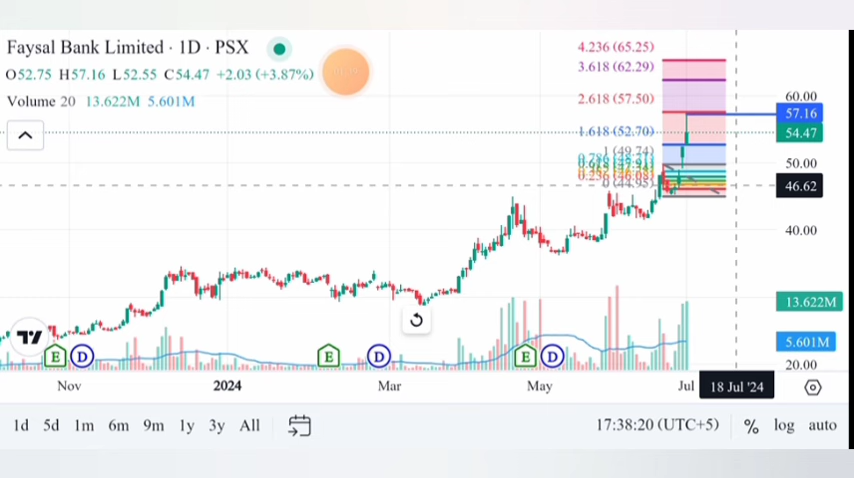 Faysal Bank Limited · 1D · PSX
O52.75 H57.16 L52.55 C54.47 +2.03 (+3.87%)
Volume 20 13.622M 5.601M
4.236 (65.25)
3.618 (62.29)
2.618 (57.50)
1.618 (52.70)
1 (49.74)
0 (44.95)
60.00
57.16
54.47
50.00
46.62
40.00
13.622M
5.601M
20.00
E D E D E D
Nov 2024 Mar May Jul 18 Jul '24
1d 5d 1m 6m 9m 1y 3y All 17:38:20 (UTC+5) % log auto